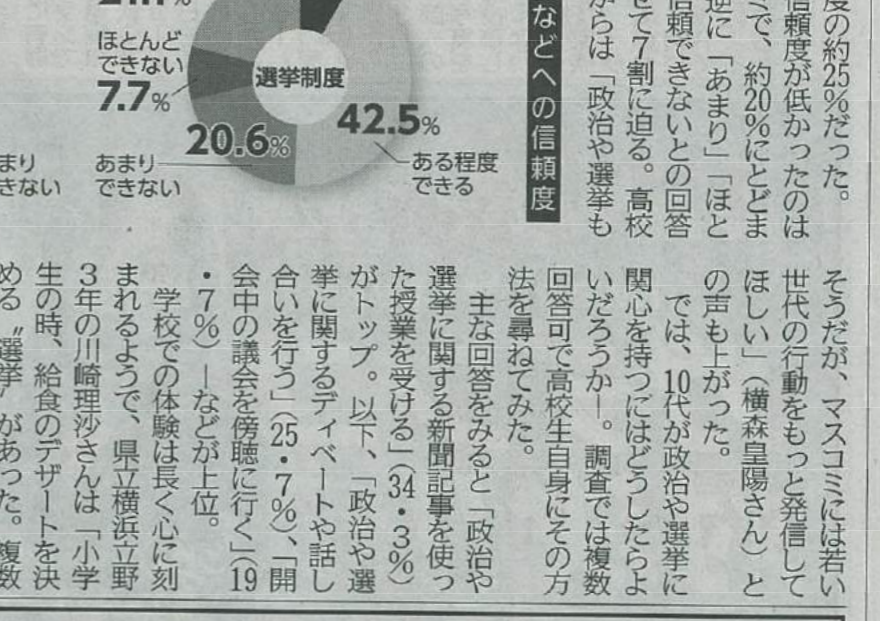 度の約25%だった。
信頼度が低かったのは
ミで、約20%にとどま
逆に「あまり」「ほと
信頼できないとの回答
せて7割に迫る。高校
からは「政治や選挙も
などへの信頼度
選挙制度
42.5%
ある程度
できる
20.6%
あまり
できない
ほとんど
できない
7.7%
まり
きない
そうだが、マスコミには若い
世代の行動をもっと発信して
ほしい」(横森皇陽さん)と
の声も上がった。
では、10代が政治や選挙に
関心を持つにはどうしたらよ
いだろうか―。調査では複数
回答可で高校生自身にその方
法を尋ねてみた。
主な回答をみると「政治や
選挙に関する新聞記事を使っ
た授業を受ける」(34・3%)
がトップ。以下、「政治や選
挙に関するディベートや話し
合いを行う」(25・7%)、「開
会中の議会を傍聴に行く」(19
・7%)―などが上位。
学校での体験は長く心に刻
まれるようで、県立横浜立野
3年の川崎理沙さんは「小学
生の時、給食のデザートを決
める〝選挙〟があった。複数